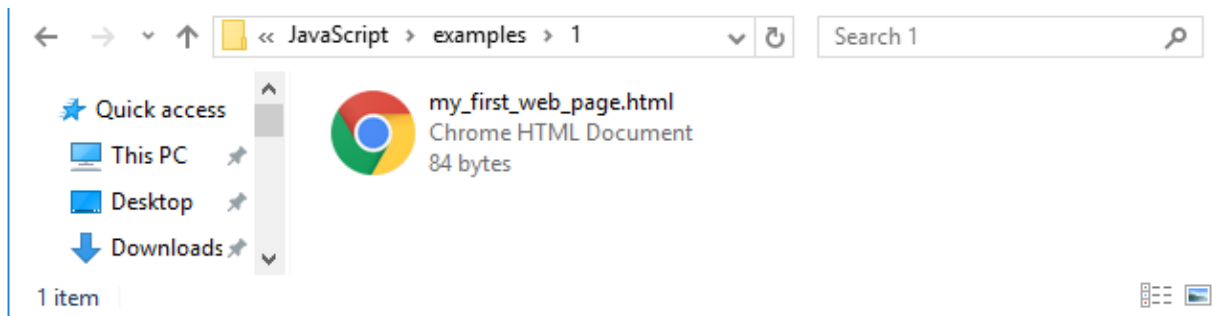 « JavaScript › examples › 1
Search 1
Quick access
This PC
Desktop
Downloads
my_first_web_page.html
Chrome HTML Document
84 bytes
1 item